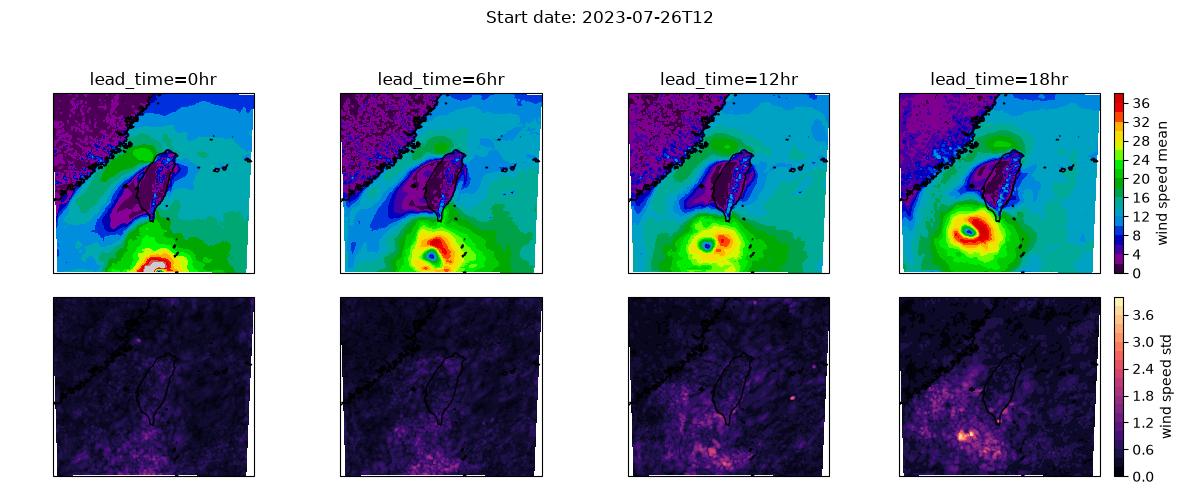 Start date: 2023-07-26T12
lead_time=0hr
lead_time=6hr
lead_time=12hr
lead_time=18hr
36
32
28
24
20
16
12
8
4
0
wind speed mean
3.6
3.0
2.4
1.8
1.2
0.6
0.0
wind speed std